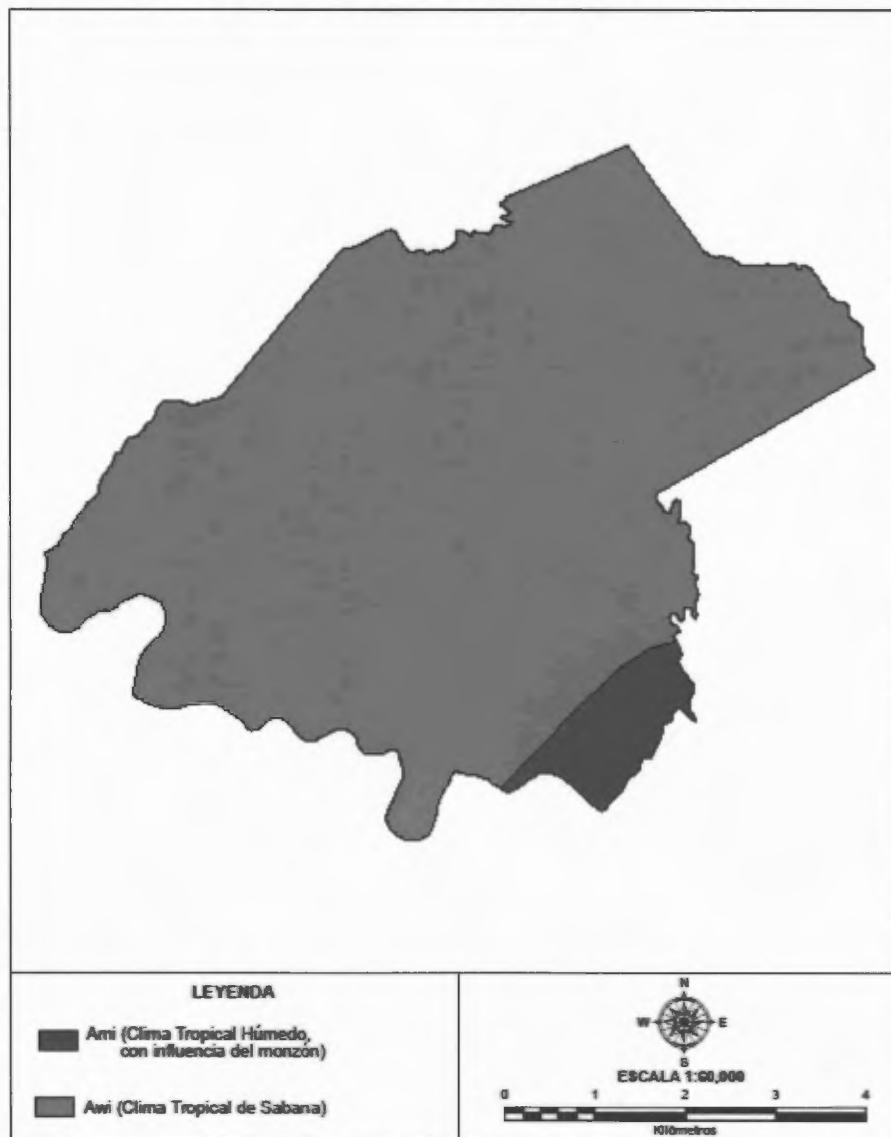 LEYENDA
Ami (Clima Tropical Húmedo,
con influencia del monzón)
Awi (Clima Tropical de Sabana)
N
W E
S
ESCALA 1:60,000
0 1 2 3 4
Kilómetros